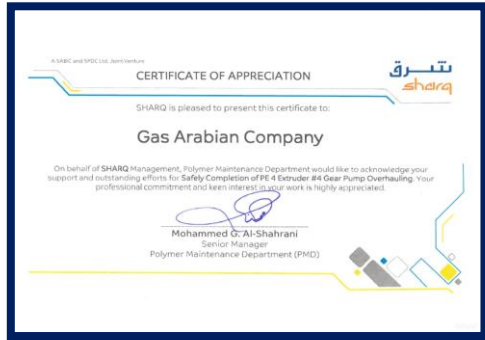 A SABIC and SPDC Ltd. Joint Venture
شرق
sharq
CERTIFICATE OF APPRECIATION
SHARQ is pleased to present this certificate to:
Gas Arabian Company
On behalf of SHARQ Management, Polymer Maintenance Department would like to acknowledge your
support and outstanding efforts for Safely Completion of PE 4 Extruder #4 Gear Pump Overhauling. Your
professional commitment and keen interest in your work is highly appreciated.
Mohammed G. Al-Shahrani
Senior Manager
Polymer Maintenance Department (PMD)